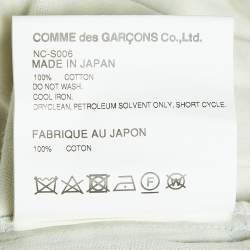 COMME des GARÇONS Co.,Ltd.
NC-S006
MADE IN JAPAN
100% COTTON
DO NOT WASH.
COOL IRON.
DRYCLEAN, PETROLEUM SOLVENT ONLY, SHORT CYCLE.
FABRIQUE AU JAPON
100% COTON